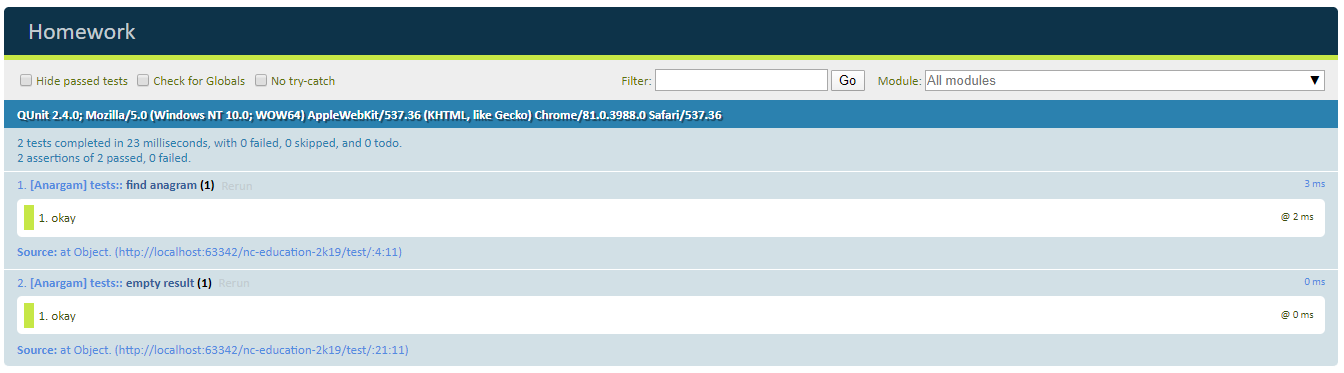 Homework
Hide passed tests Check for Globals No try-catch Filter: Go Module: All modules ▼
QUnit 2.4.0; Mozilla/5.0 (Windows NT 10.0; WOW64) AppleWebKit/537.36 (KHTML, like Gecko) Chrome/81.0.3988.0 Safari/537.36
2 tests completed in 23 milliseconds, with 0 failed, 0 skipped, and 0 todo.
2 assertions of 2 passed, 0 failed.
1. [Anargam] tests:: find anagram (1) Rerun 3 ms
1. okay @ 2 ms
Source: at Object. (http://localhost:63342/nc-education-2k19/test/:4:11)
2. [Anargam] tests:: empty result (1) Rerun 0 ms
1. okay @ 0 ms
Source: at Object. (http://localhost:63342/nc-education-2k19/test/:21:11)